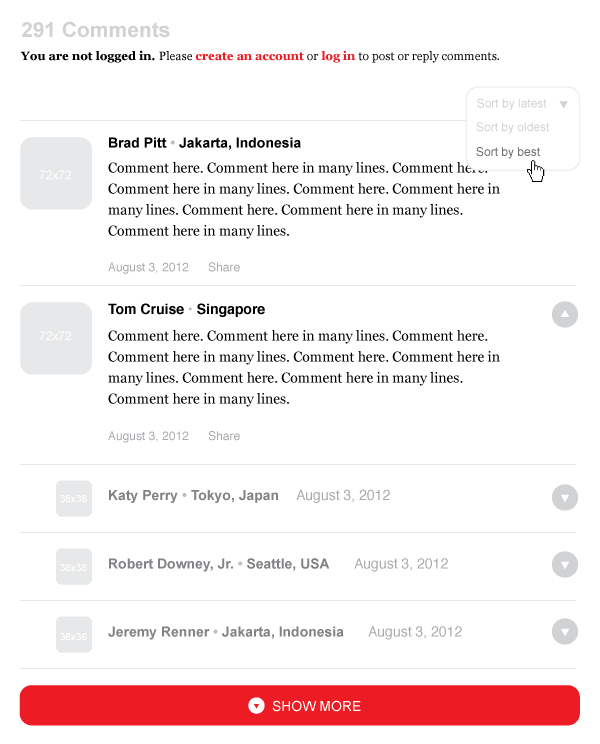 291 Comments
You are not logged in. Please create an account or log in to post or reply comments.
Sort by latest
Sort by oldest
Sort by best
72x72
Brad Pitt • Jakarta, Indonesia
Comment here. Comment here in many lines. Comment here.
Comment here in many lines. Comment here. Comment here in
many lines. Comment here. Comment here in many lines.
Comment here in many lines.
August 3, 2012 Share
72x72
Tom Cruise • Singapore
Comment here. Comment here in many lines. Comment here.
Comment here in many lines. Comment here. Comment here in
many lines. Comment here. Comment here in many lines.
Comment here in many lines.
August 3, 2012 Share
36x36
Katy Perry • Tokyo, Japan August 3, 2012
36x36
Robert Downey, Jr. • Seattle, USA August 3, 2012
36x36
Jeremy Renner • Jakarta, Indonesia August 3, 2012
SHOW MORE